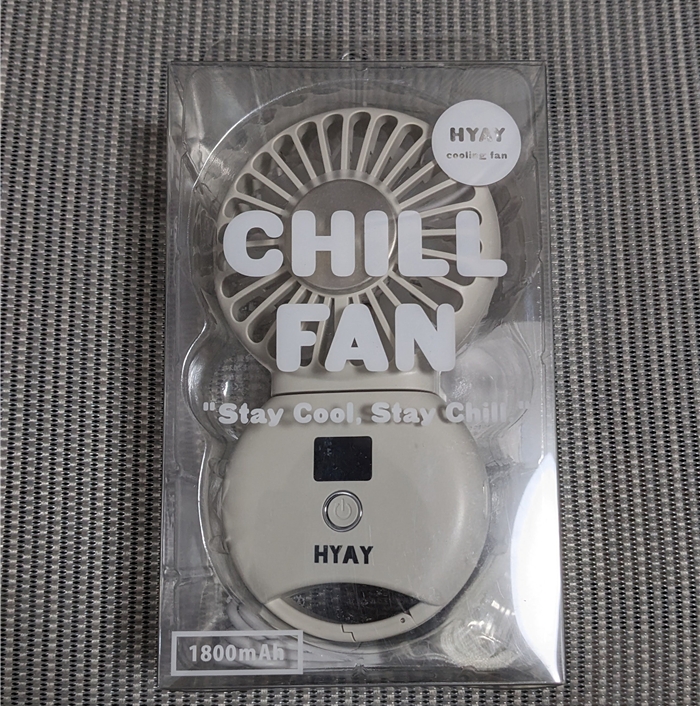 HYAY
cooling fan
CHILL
FAN
"Stay Cool, Stay Chill"
HYAY
1800mAh